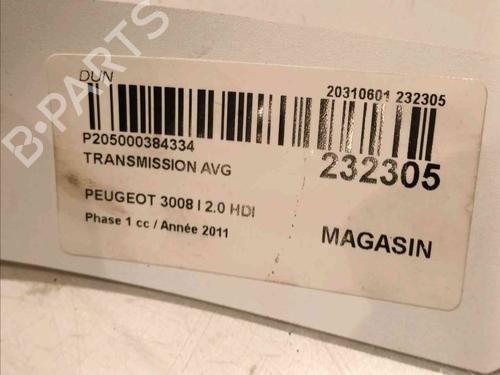 DUN
20310601 232305
P205000384334
TRANSMISSION AVG
232305
PEUGEOT 3008 I 2.0 HDI
Phase 1 cc / Année 2011
MAGASIN
B-PARTS